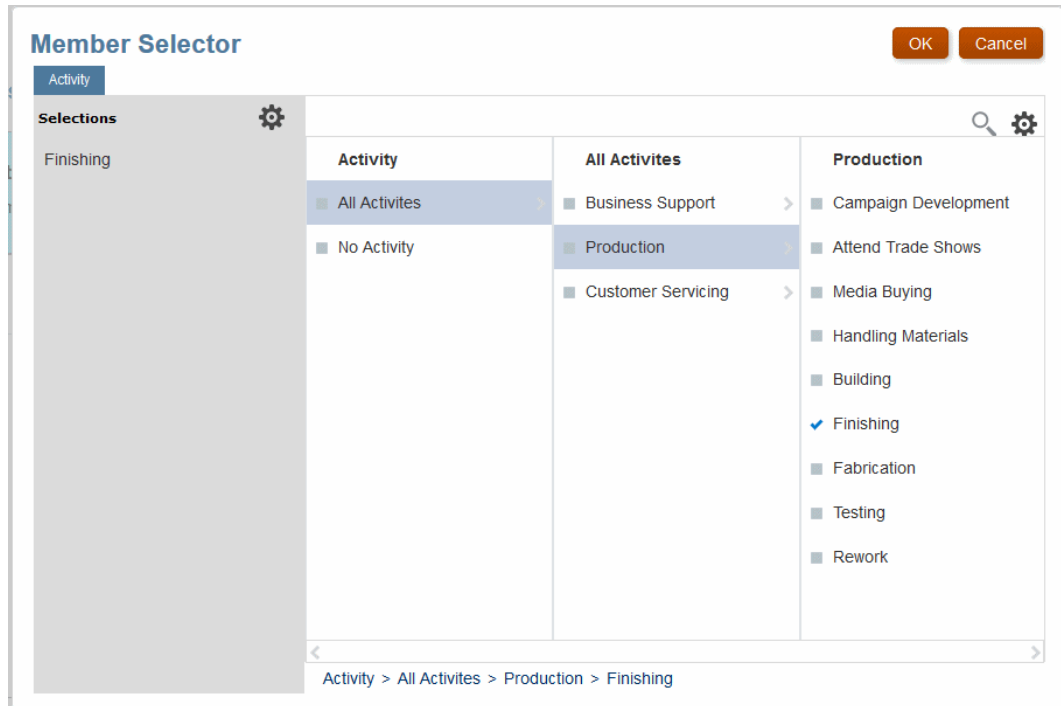 Member Selector
OK
Cancel
Activity
Selections
Finishing
Activity
All Activites
No Activity
All Activites
Business Support
Production
Customer Servicing
Production
Campaign Development
Attend Trade Shows
Media Buying
Handling Materials
Building
Finishing
Fabrication
Testing
Rework
Activity > All Activites > Production > Finishing